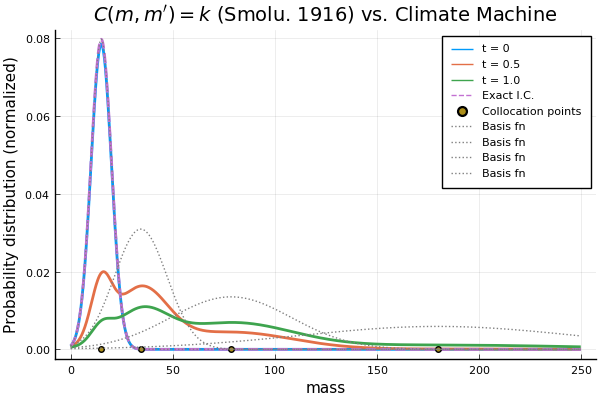 C(m, m′) = k (Smolu. 1916) vs. Climate Machine
Probability distribution (normalized)
0.08
0.06
0.04
0.02
0.00
t = 0
t = 0.5
t = 1.0
Exact I.C.
Collocation points
Basis fn
Basis fn
Basis fn
Basis fn
0 50 100 150 200 250
mass